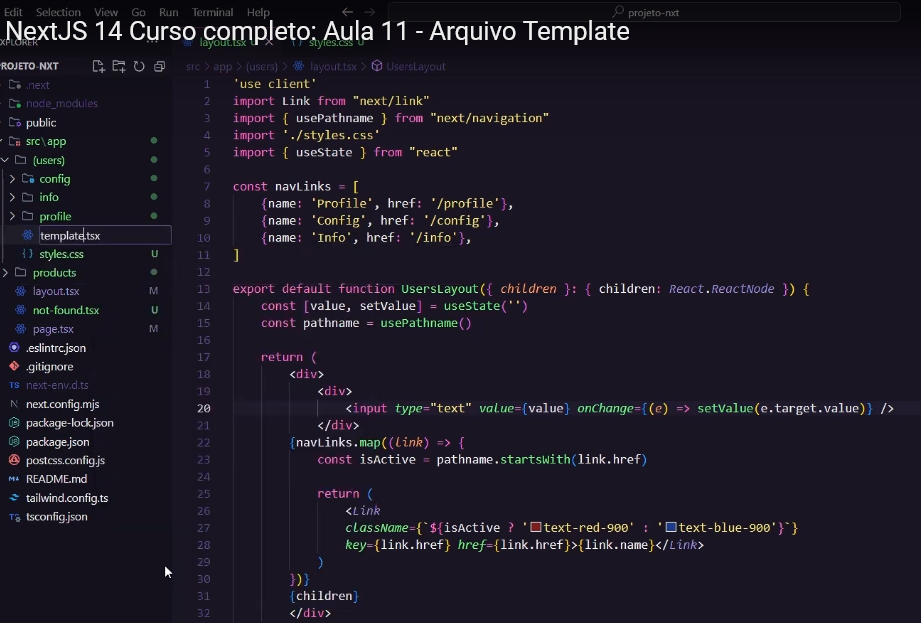 Edit Selection View Go Run Terminal Help
projeto-nxt
NextJS 14 Curso completo: Aula 11 - Arquivo Template
layout.tsx
styles.css U
src > app > (users) > layout.tsx > UsersLayout
PROJETO-NXT
.next
node_modules
public
src\app
(users)
config
info
profile
template.tsx
styles.css U
products
layout.tsx M
not-found.tsx U
page.tsx M
.eslintrc.json
.gitignore
next-env.d.ts
next.config.mjs
package-lock.json
package.json
postcss.config.js
README.md
tailwind.config.ts
tsconfig.json
1 'use client'
2 import Link from "next/link"
3 import { usePathname } from "next/navigation"
4 import './styles.css'
5 import { useState } from "react"
6
7 const navLinks = [
8 {name: 'Profile', href: '/profile'},
9 {name: 'Config', href: '/config'},
10 {name: 'Info', href: '/info'},
11 ]
12
13 export default function UsersLayout({ children }: { children: React.ReactNode }) {
14 const [value, setValue] = useState('')
15 const pathname = usePathname()
16
17 return (
18 <div>
19 <div>
20 <input type="text" value={value} onChange={(e) => setValue(e.target.value)} />
21 </div>
22 {navLinks.map((link) => {
23 const isActive = pathname.startsWith(link.href)
24
25 return (
26 <Link
27 className={`${isActive ? 'text-red-900' : 'text-blue-900'}`}
28 key={link.href} href={link.href}>{link.name}</Link>
29 )
30 })}
31 {children}
32 </div>